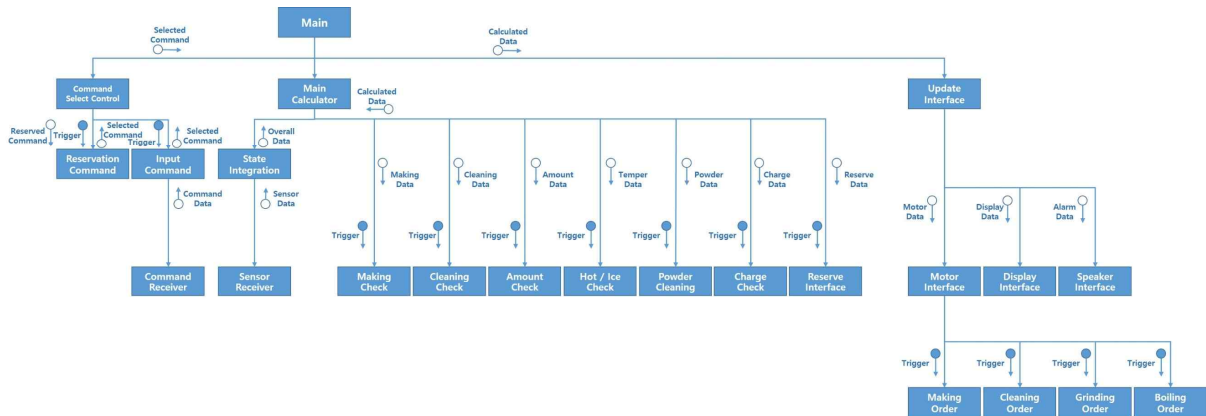 Main
Selected
Command
Calculated
Data
Command
Select Control
Main
Calculator
Update
Interface
Calculated
Data
Reserved
Command
Trigger
Selected
Command
Trigger
Selected
Command
Overall
Data
Reservation
Command
Input
Command
State
Integration
Command
Data
Sensor
Data
Making
Data
Cleaning
Data
Amount
Data
Temper
Data
Powder
Data
Charge
Data
Reserve
Data
Motor
Data
Display
Data
Alarm
Data
Trigger
Trigger
Trigger
Trigger
Trigger
Trigger
Trigger
Command
Receiver
Sensor
Receiver
Making
Check
Cleaning
Check
Amount
Check
Hot / Ice
Check
Powder
Cleaning
Charge
Check
Reserve
Interface
Motor
Interface
Display
Interface
Speaker
Interface
Trigger
Trigger
Trigger
Trigger
Making
Order
Cleaning
Order
Grinding
Order
Boiling
Order